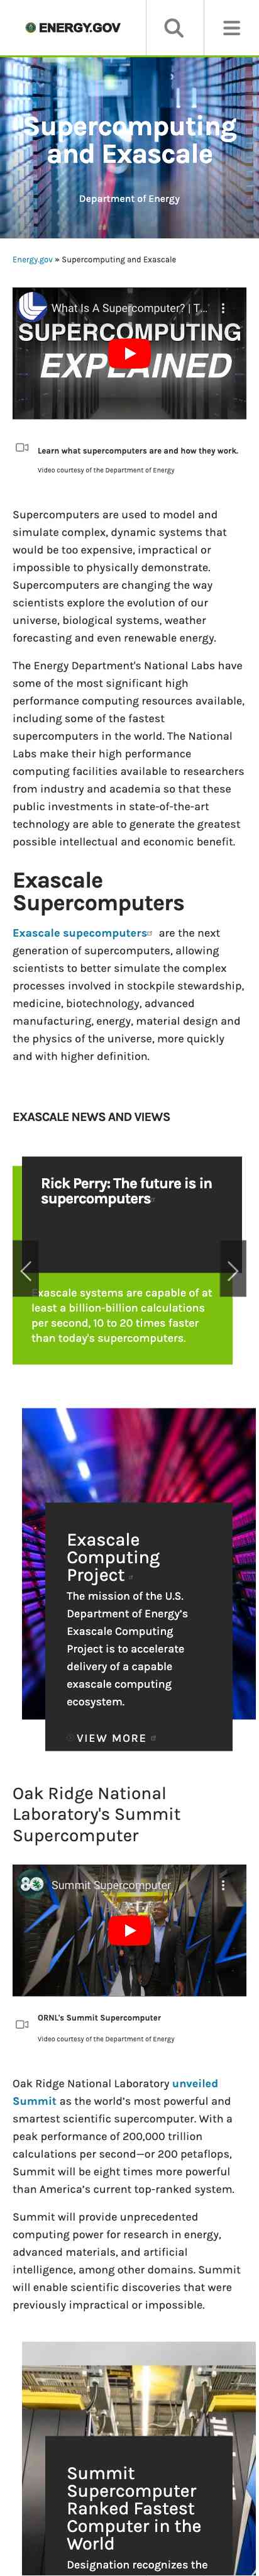 ENERGY.GOV
Supercomputing
and Exascale
Department of Energy
Energy.gov » Supercomputing and Exascale
What Is A Supercomputer? | T...
SUPERCOMPUTING
EXPLAINED
Learn what supercomputers are and how they work.
Video courtesy of the Department of Energy
Supercomputers are used to model and
simulate complex, dynamic systems that
would be too expensive, impractical or
impossible to physically demonstrate.
Supercomputers are changing the way
scientists explore the evolution of our
universe, biological systems, weather
forecasting and even renewable energy.
The Energy Department's National Labs have
some of the most significant high
performance computing resources available,
including some of the fastest
supercomputers in the world. The National
Labs make their high performance
computing facilities available to researchers
from industry and academia so that these
public investments in state-of-the-art
technology are able to generate the greatest
possible intellectual and economic benefit.
Exascale
Supercomputers
Exascale supecomputers are the next
generation of supercomputers, allowing
scientists to better simulate the complex
processes involved in stockpile stewardship,
medicine, biotechnology, advanced
manufacturing, energy, material design and
the physics of the universe, more quickly
and with higher definition.
EXASCALE NEWS AND VIEWS
Rick Perry: The future is in
supercomputers
Exascale systems are capable of at
least a billion-billion calculations
per second, 10 to 20 times faster
than today's supercomputers.
Exascale
Computing
Project
The mission of the U.S.
Department of Energy's
Exascale Computing
Project is to accelerate
delivery of a capable
exascale computing
ecosystem.
VIEW MORE
Oak Ridge National
Laboratory's Summit
Supercomputer
80
Summit Supercomputer
ORNL's Summit Supercomputer
Video courtesy of the Department of Energy
Oak Ridge National Laboratory unveiled
Summit as the world's most powerful and
smartest scientific supercomputer. With a
peak performance of 200,000 trillion
calculations per second—or 200 petaflops,
Summit will be eight times more powerful
than America's current top-ranked system.
Summit will provide unprecedented
computing power for research in energy,
advanced materials, and artificial
intelligence, among other domains. Summit
will enable scientific discoveries that were
previously impractical or impossible.
Summit
Supercomputer
Ranked Fastest
Computer in the
World
Designation recognizes the